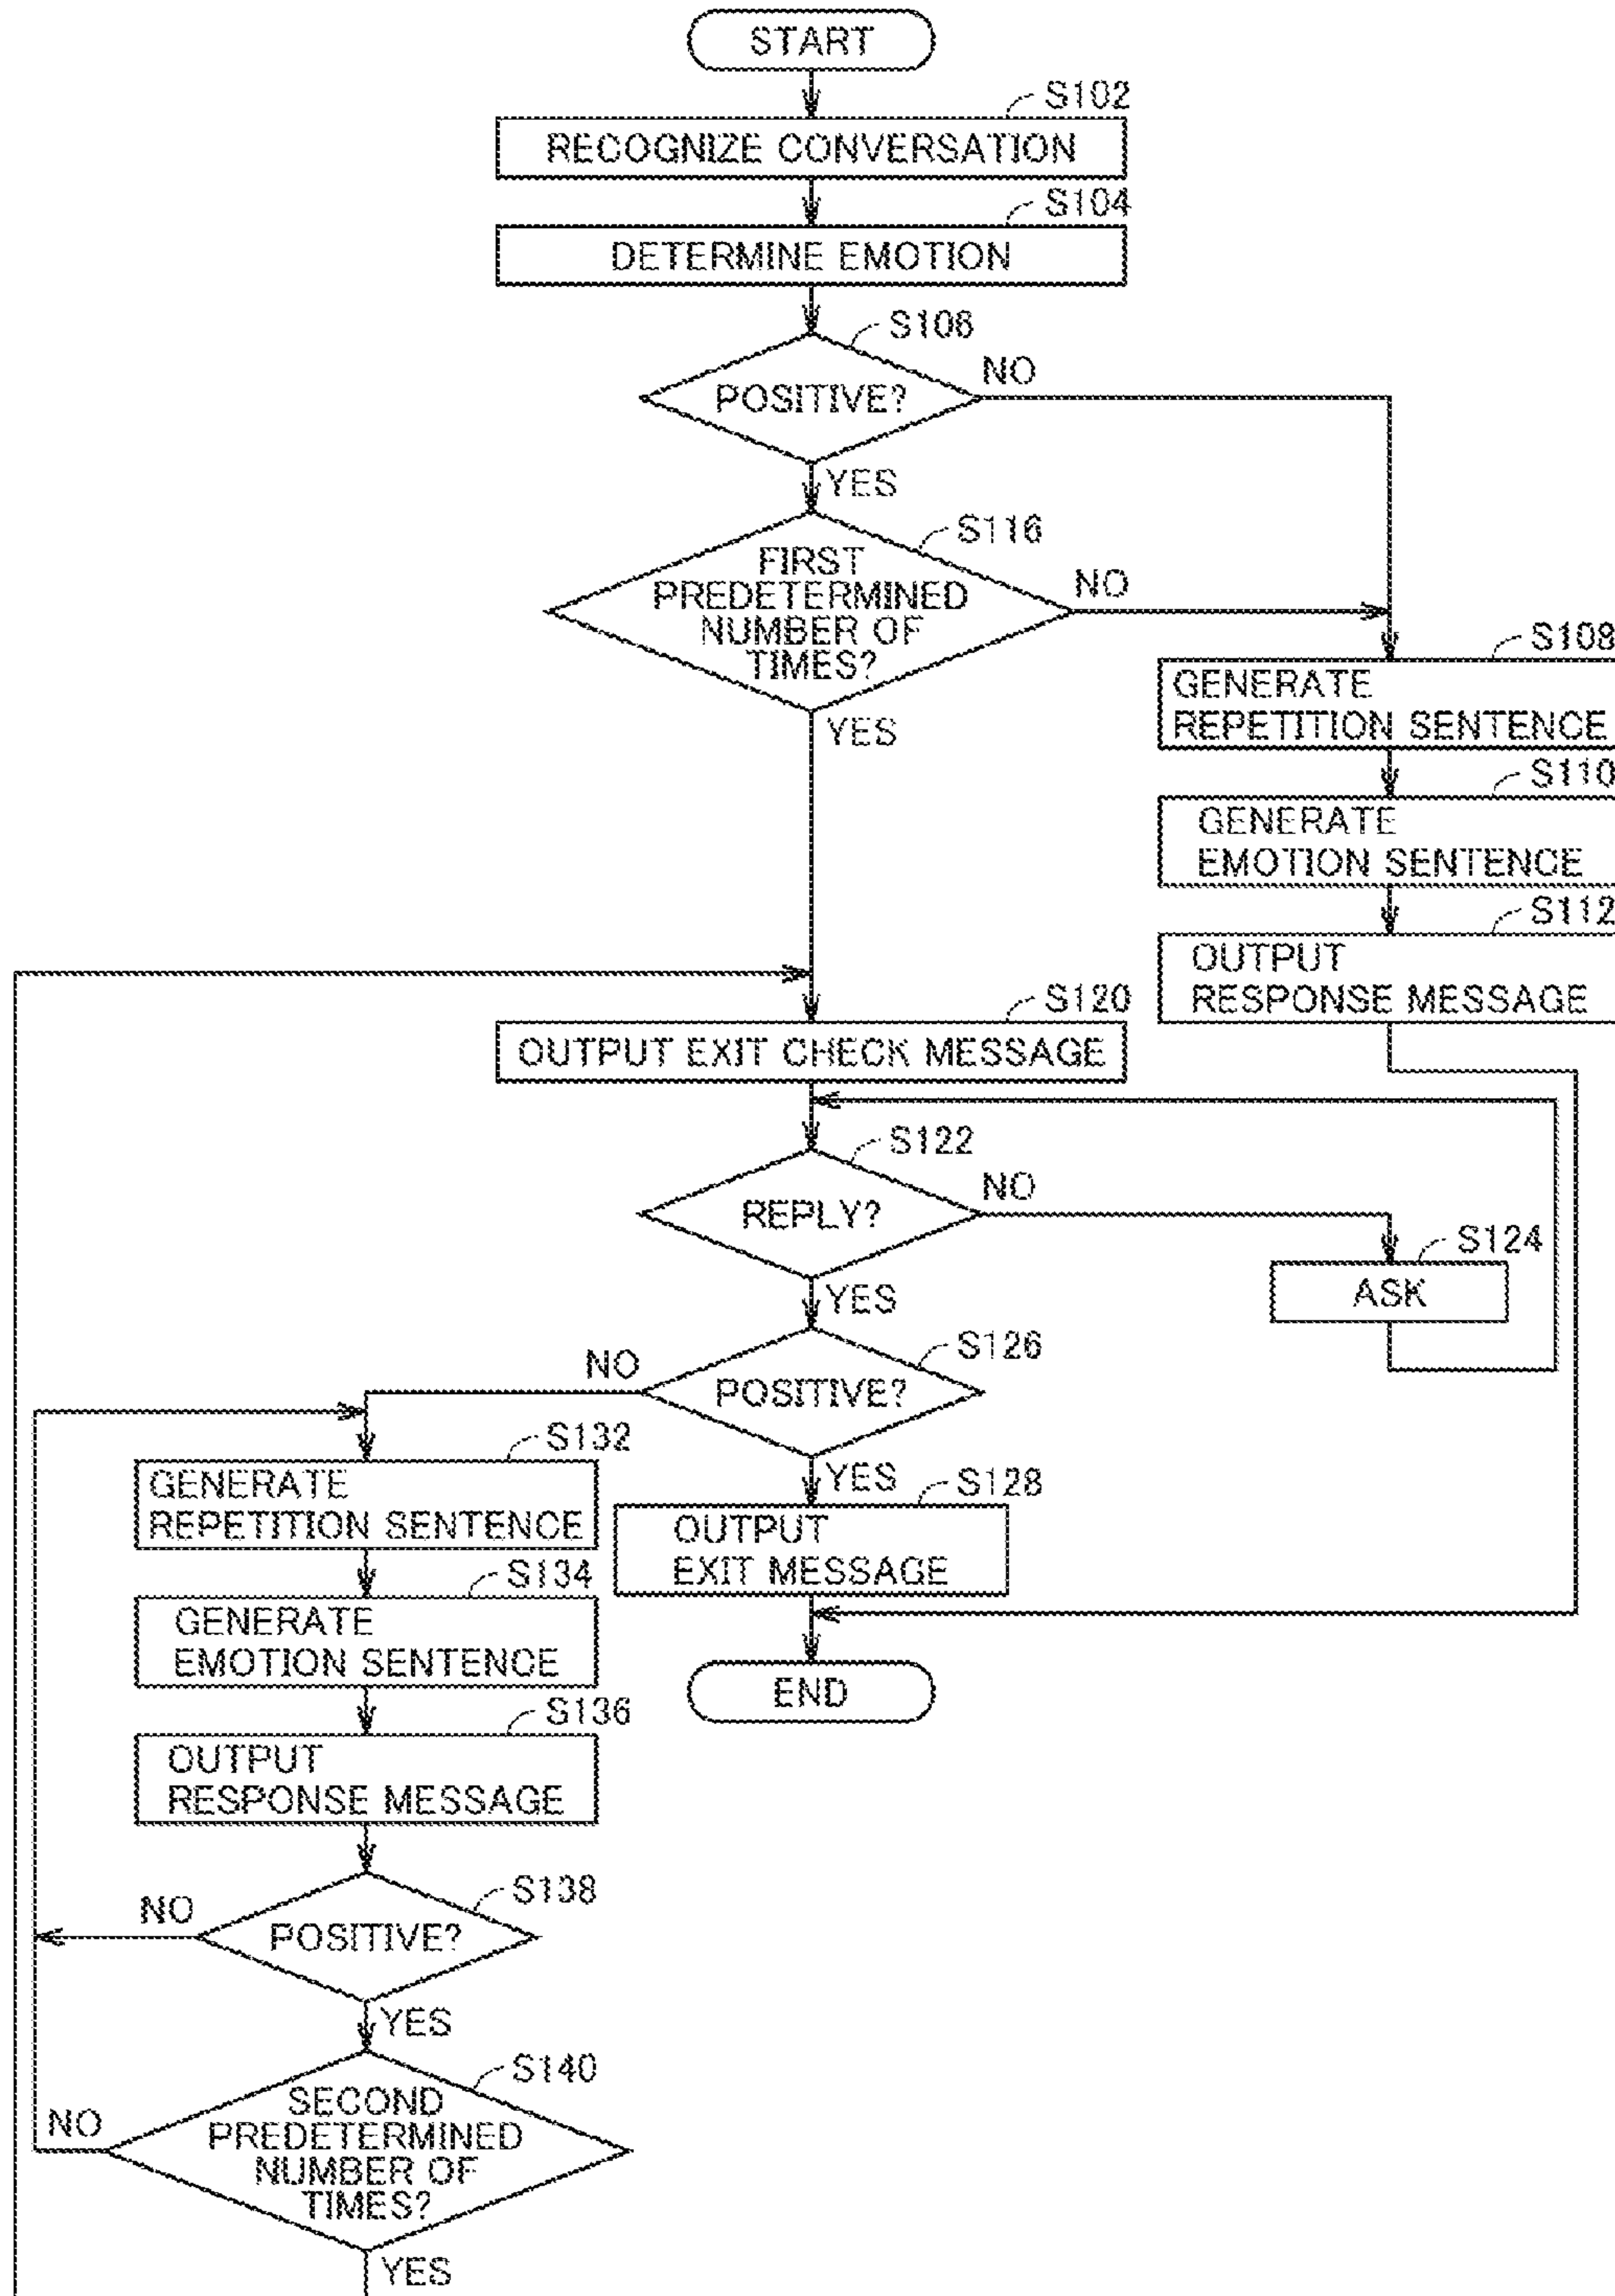 START
S102
RECOGNIZE CONVERSATION
S104
DETERMINE EMOTION
S106
POSITIVE?
NO
YES
S116
FIRST
PREDETERMINED
NUMBER OF
TIMES?
NO
YES
S108
GENERATE
REPETITION SENTENCE
S110
GENERATE
EMOTION SENTENCE
S112
OUTPUT
RESPONSE MESSAGE
S120
OUTPUT EXIT CHECK MESSAGE
S122
REPLY?
NO
S124
ASK
YES
S126
POSITIVE?
NO
YES
S128
OUTPUT
EXIT MESSAGE
END
S132
GENERATE
REPETITION SENTENCE
S134
GENERATE
EMOTION SENTENCE
S136
OUTPUT
RESPONSE MESSAGE
S138
POSITIVE?
NO
YES
S140
SECOND
PREDETERMINED
NUMBER OF
TIMES?
NO
YES